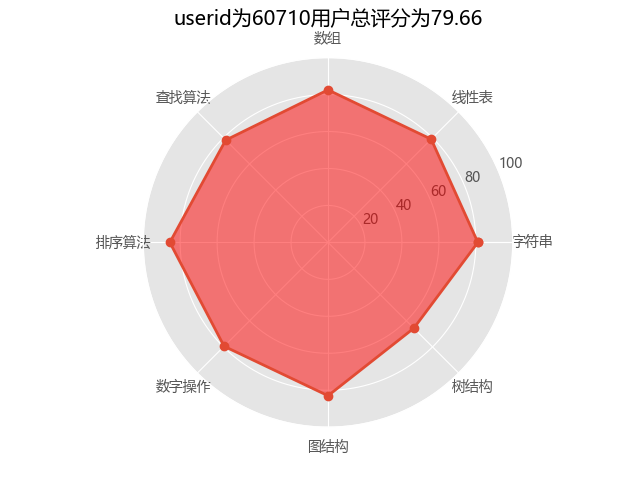 userid为60710用户总评分为79.66
数组
查找算法
线性表
100
80
60
40
20
排序算法
字符串
数字操作
树结构
图结构